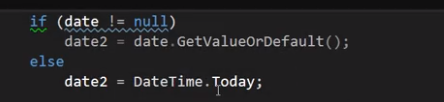 if (date != null)
    date2 = date.GetValueOrDefault();
else
    date2 = DateTime.Today;